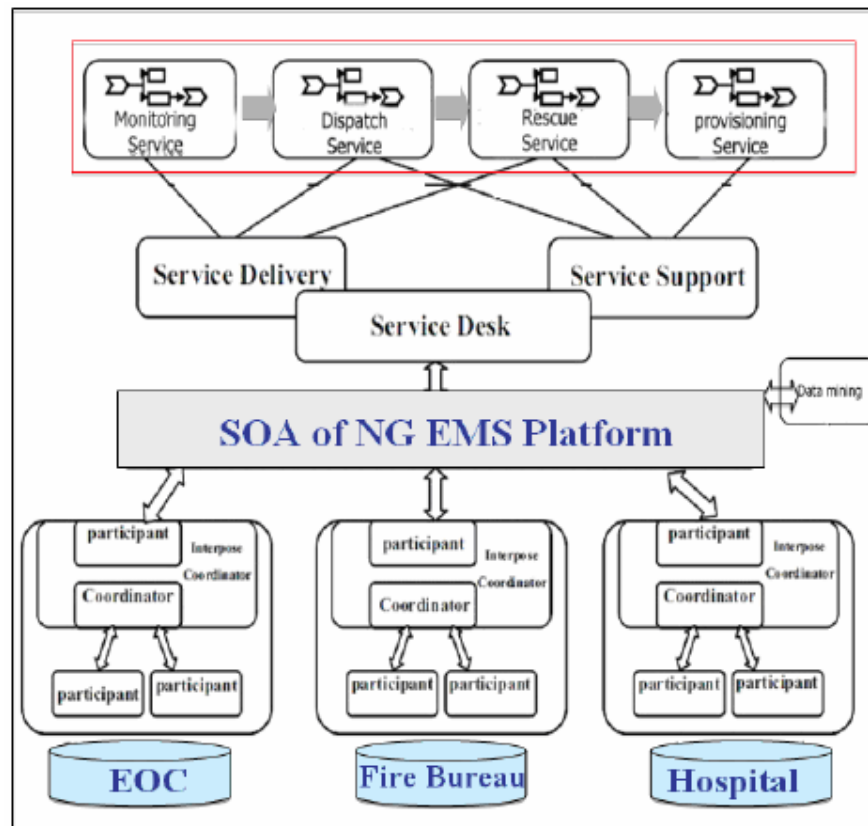 Monitoring
Service
Dispatch
Service
Rescue
Service
provisioning
Service
Service Delivery
Service Support
Service Desk
Data mining
SOA of NG EMS Platform
participant
Interpose
Coordinator
Coordinator
participant
participant
participant
Interpose
Coordinator
Coordinator
participant
participant
participant
Interpose
Coordinator
Coordinator
participant
participant
EOC
Fire Bureau
Hospital